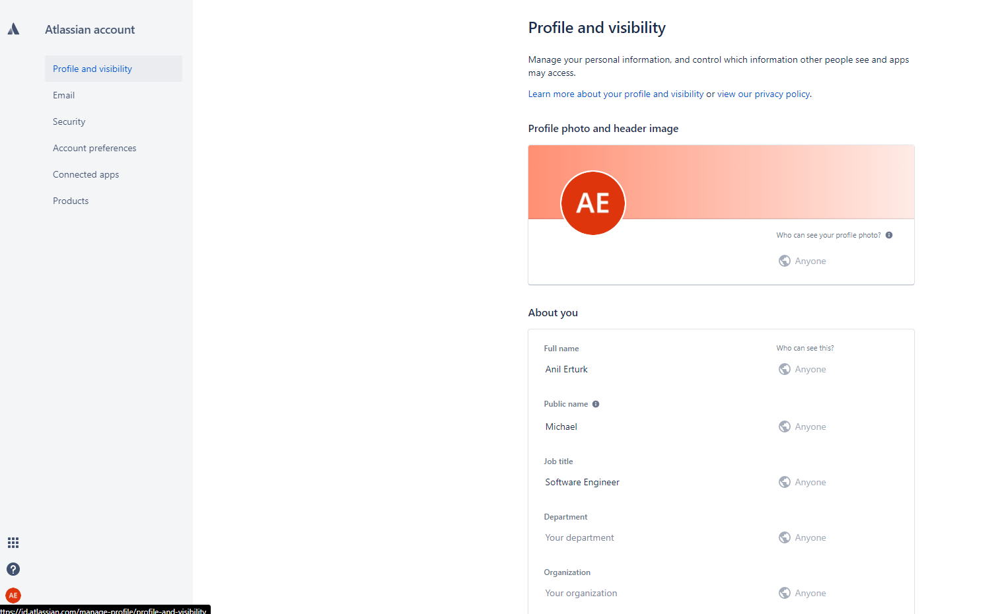 Atlassian account
Profile and visibility
Email
Security
Account preferences
Connected apps
Products
AE
ttps://id.atlassian.com/manage-profile/profile-and-visibility
Profile and visibility
Manage your personal information, and control which information other people see and apps
may access.
Learn more about your profile and visibility or view our privacy policy.
Profile photo and header image
AE
Who can see your profile photo?
Anyone
About you
Full name Who can see this?
Anil Erturk Anyone
Public name
Michael Anyone
Job title
Software Engineer Anyone
Department
Your department Anyone
Organization
Your organization Anyone